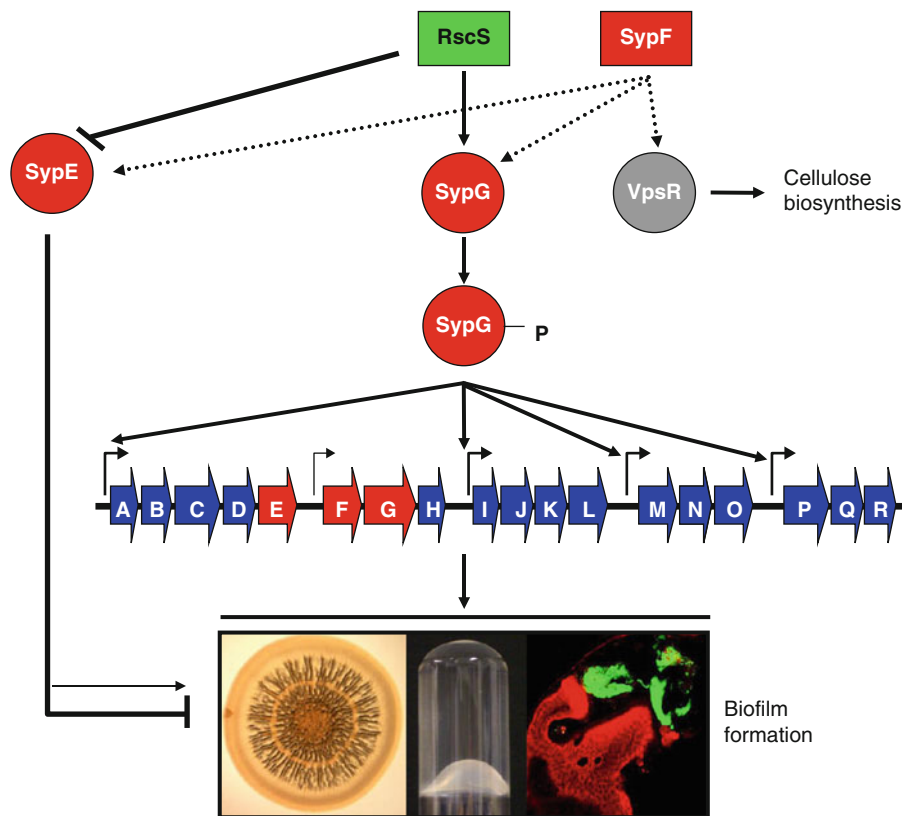 RscS
SypF
SypE
SypG
VpsR
Cellulose
biosynthesis
SypG
P
A B C D E F G H I J K L M N O P Q R
Biofilm
formation